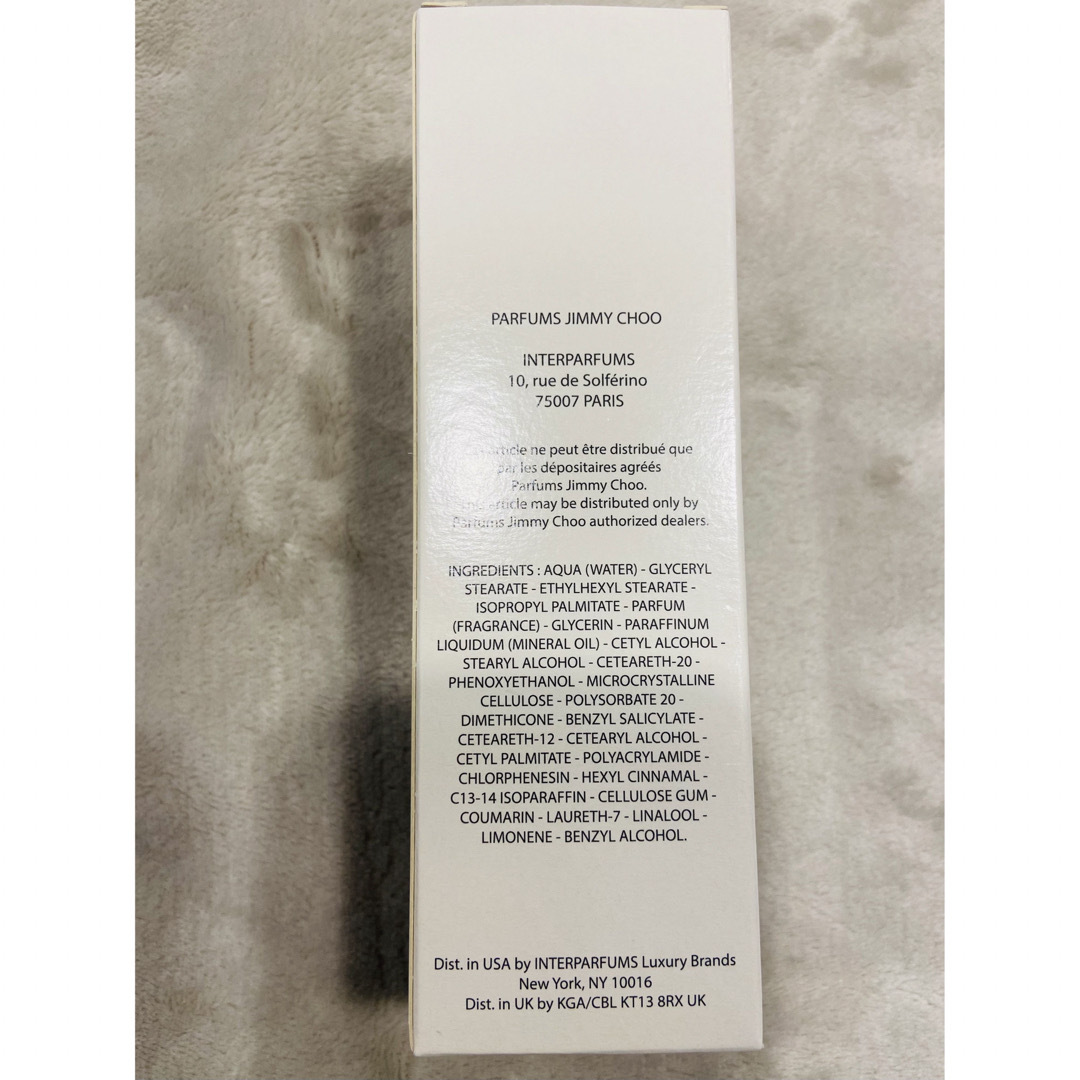 PARFUMS JIMMY CHOO
INTERPARFUMS
10, rue de Solférino
75007 PARIS
article ne peut être distribué que
par les dépositaires agréés
Parfums Jimmy Choo.
This article may be distributed only by
Parfums Jimmy Choo authorized dealers.
INGREDIENTS : AQUA (WATER) - GLYCERYL
STEARATE - ETHYLHEXYL STEARATE -
ISOPROPYL PALMITATE - PARFUM
(FRAGRANCE) - GLYCERIN - PARAFFINUM
LIQUIDUM (MINERAL OIL) - CETYL ALCOHOL -
STEARYL ALCOHOL - CETEARETH-20 -
PHENOXYETHANOL - MICROCRYSTALLINE
CELLULOSE - POLYSORBATE 20 -
DIMETHICONE - BENZYL SALICYLATE -
CETEARETH-12 - CETEARYL ALCOHOL -
CETYL PALMITATE - POLYACRYLAMIDE -
CHLORPHENESIN - HEXYL CINNAMAL -
C13-14 ISOPARAFFIN - CELLULOSE GUM -
COUMARIN - LAURETH-7 - LINALOOL -
LIMONENE - BENZYL ALCOHOL.
Dist. in USA by INTERPARFUMS Luxury Brands
New York, NY 10016
Dist. in UK by KGA/CBL KT13 8RX UK